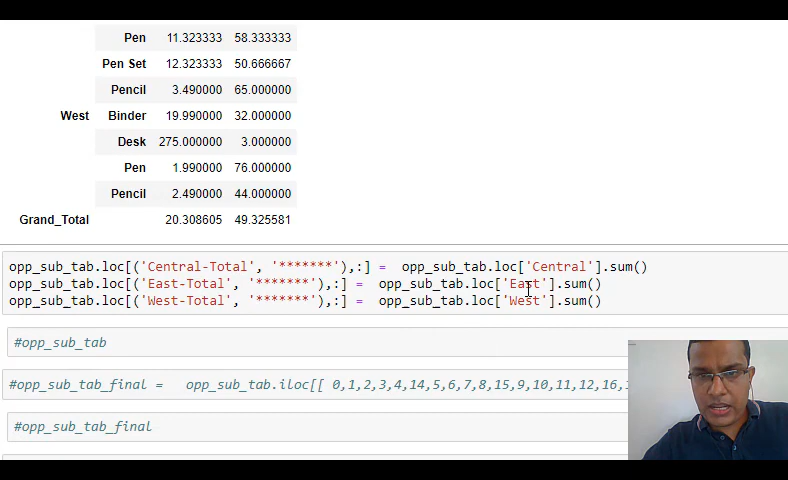 Pen 11.323333 58.333333
Pen Set 12.323333 50.666667
Pencil 3.490000 65.000000
West Binder 19.990000 32.000000
Desk 275.000000 3.000000
Pen 1.990000 76.000000
Pencil 2.490000 44.000000
Grand_Total 20.308605 49.325581
opp_sub_tab.loc[('Central-Total', '*******'),:] = opp_sub_tab.loc['Central'].sum()
opp_sub_tab.loc[('East-Total', '*******'),:] = opp_sub_tab.loc['East'].sum()
opp_sub_tab.loc[('West-Total', '*******'),:] = opp_sub_tab.loc['West'].sum()
#opp_sub_tab
#opp_sub_tab_final = opp_sub_tab.iloc[[ 0,1,2,3,4,14,5,6,7,8,15,9,10,11,12,16,
#opp_sub_tab_final